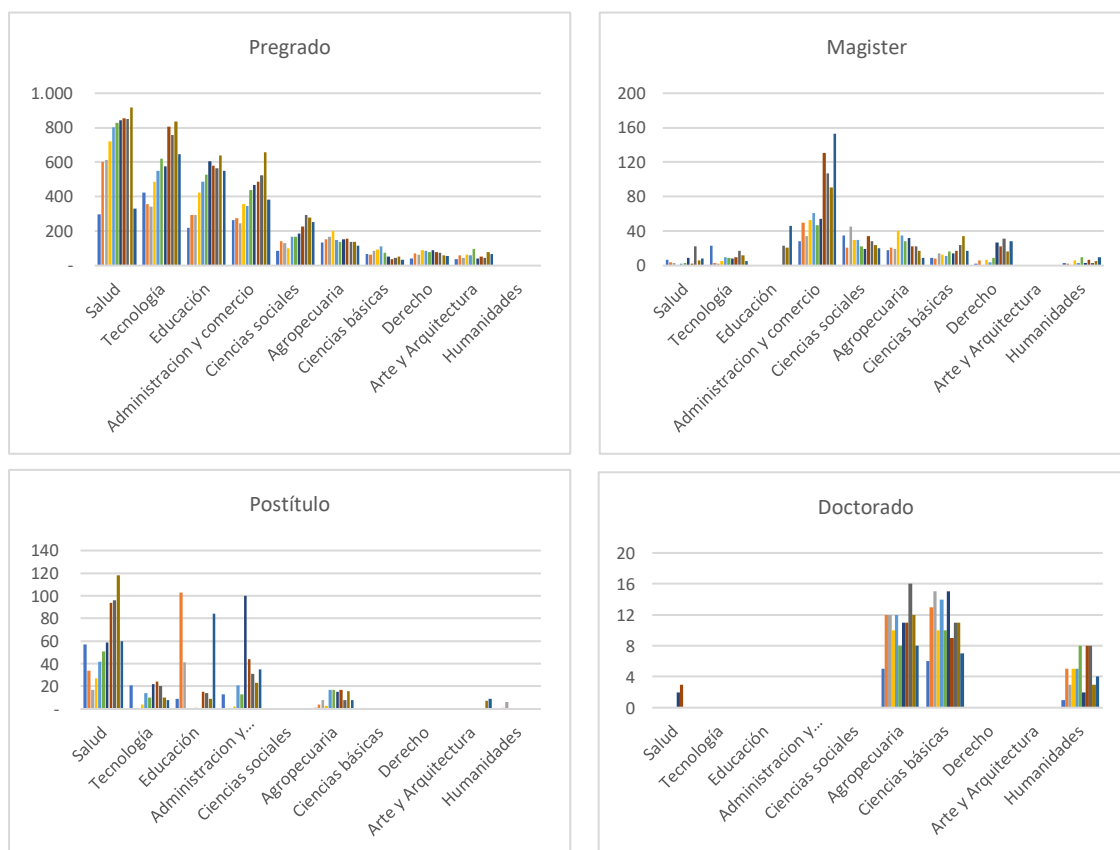 Pregrado
1.000
800
600
400
200
-
Salud
Tecnología
Educación
Administracion y comercio
Ciencias sociales
Agropecuaria
Ciencias básicas
Derecho
Arte y Arquitectura
Humanidades
Magister
200
160
120
80
40
0
Salud
Tecnología
Educación
Administracion y comercio
Ciencias sociales
Agropecuaria
Ciencias básicas
Derecho
Arte y Arquitectura
Humanidades
Postítulo
140
120
100
80
60
40
20
-
Salud
Tecnología
Educación
Administracion y...
Ciencias sociales
Agropecuaria
Ciencias básicas
Derecho
Arte y Arquitectura
Humanidades
Doctorado
20
16
12
8
4
0
Salud
Tecnología
Educación
Administracion y...
Ciencias sociales
Agropecuaria
Ciencias básicas
Derecho
Arte y Arquitectura
Humanidades